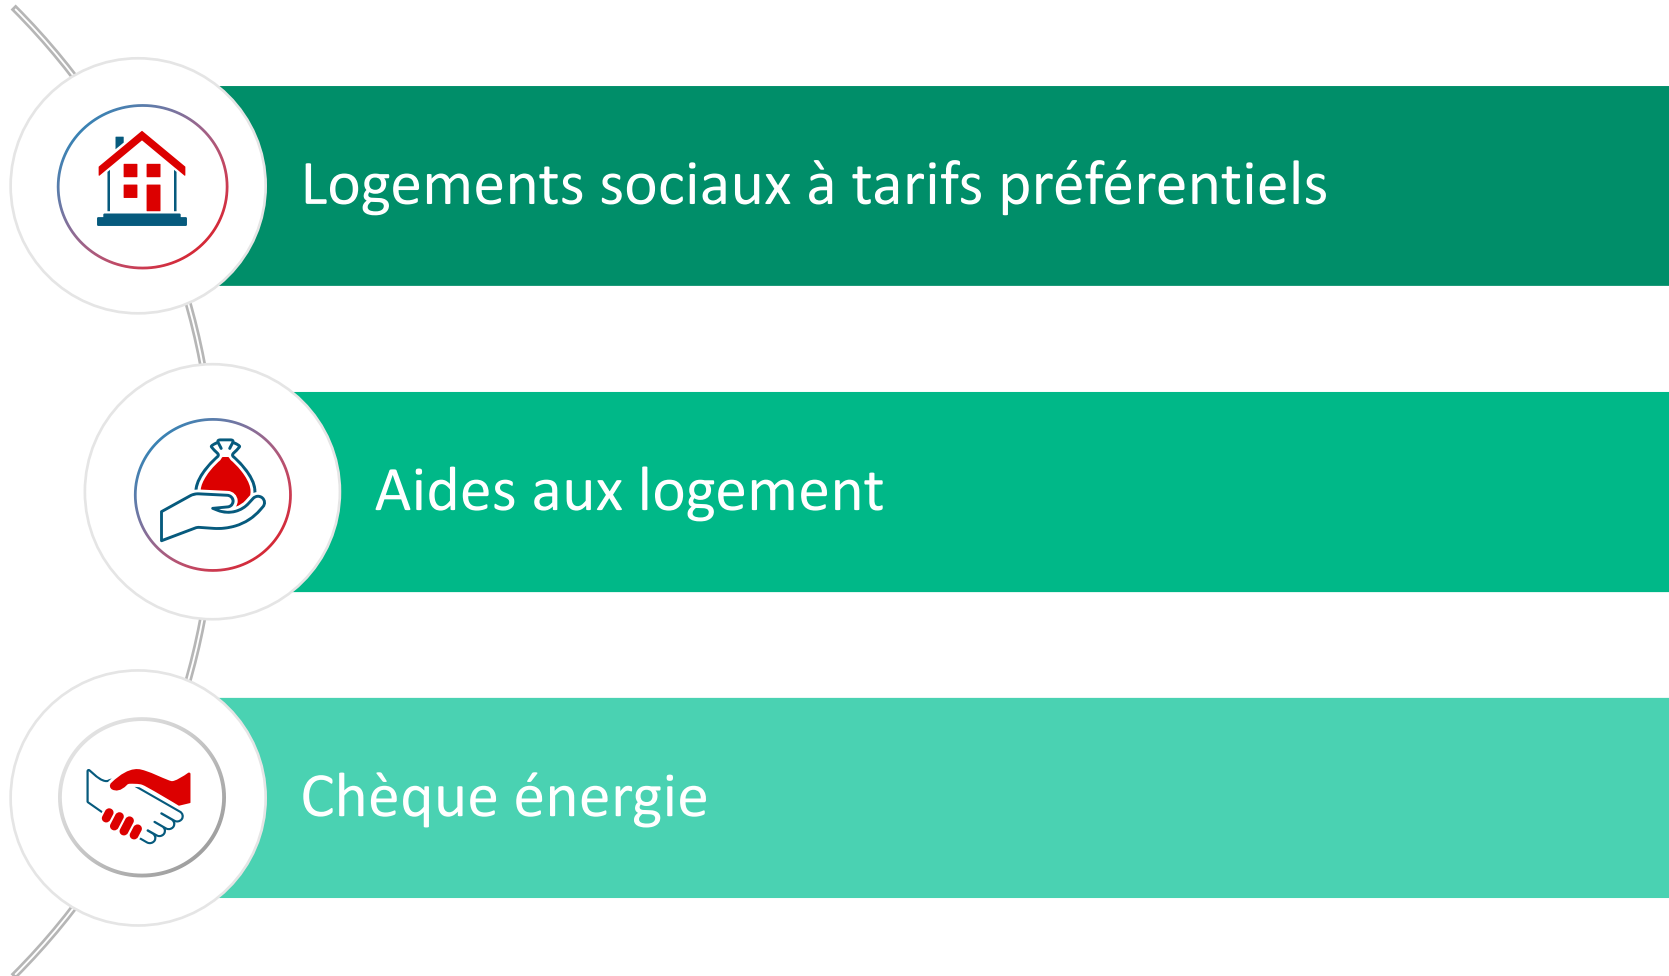 Logements sociaux à tarifs préférentiels
Aides aux logement
Chèque énergie